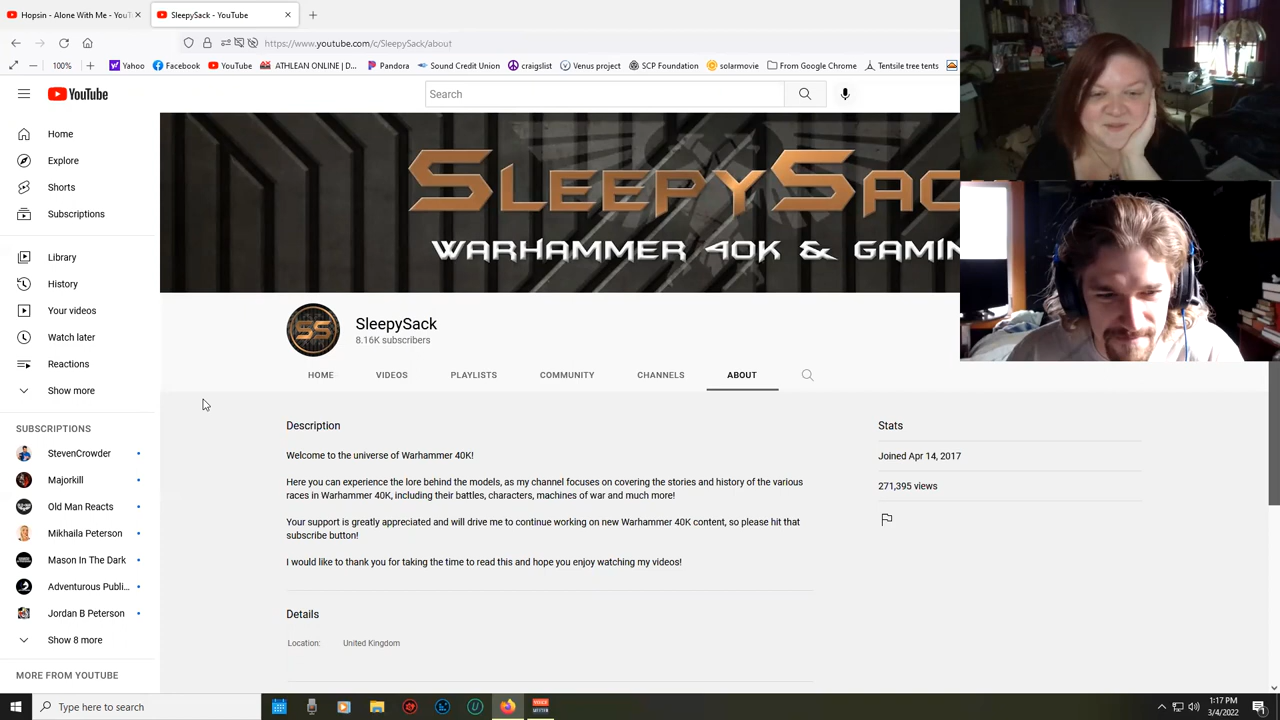 Hopsin - Alone With Me - YouT
SleepySack - YouTube
https://www.youtube.com/c/SleepySack/about
100%
Yahoo
Facebook
YouTube
ATHLEAN ONLINE | D...
Pandora
Sound Credit Union
craigslist
Venus project
SCP Foundation
solarmovie
From Google Chrome
Tentsile tree tents
YouTube
Search
Home
Explore
Shorts
Subscriptions
Library
History
Your videos
Watch later
Reactions
Show more
SUBSCRIPTIONS
StevenCrowder
Majorkill
Old Man Reacts
Mikhaila Peterson
Mason In The Dark
Adventurous Publi...
Jordan B Peterson
Show 8 more
MORE FROM YOUTUBE
SLEEPYSAC
WARHAMMER 40K & GAMIN
SS
SleepySack
8.16K subscribers
HOME
VIDEOS
PLAYLISTS
COMMUNITY
CHANNELS
ABOUT
Description
Welcome to the universe of Warhammer 40K!
Here you can experience the lore behind the models, as my channel focuses on covering the stories and history of the various
races in Warhammer 40K, including their battles, characters, machines of war and much more!
Your support is greatly appreciated and will drive me to continue working on new Warhammer 40K content, so please hit that
subscribe button!
I would like to thank you for taking the time to read this and hope you enjoy watching my videos!
Details
Location:
United Kingdom
Stats
Joined Apr 14, 2017
271,395 views
Type here to search
VOICE
MEETER
1:17 PM
3/4/2022
1